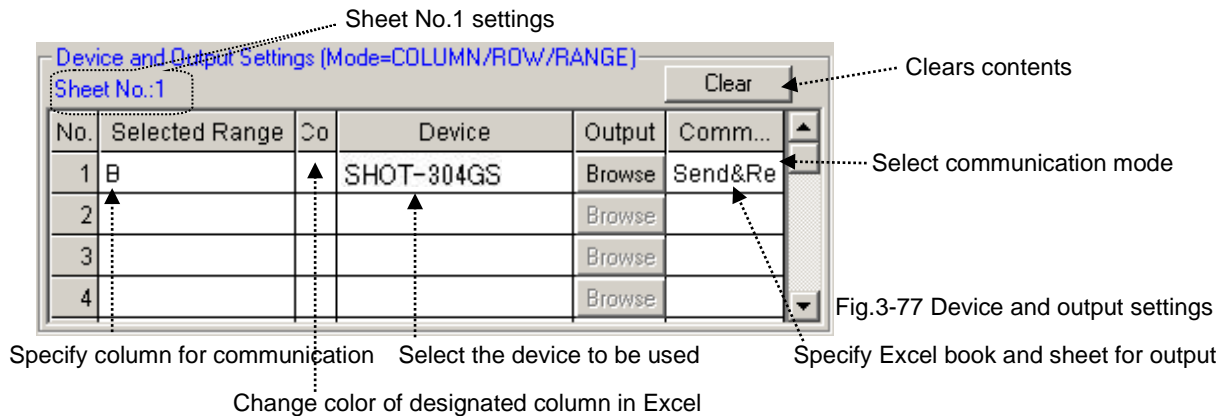 Sheet No.1 settings
Device and Output Settings (Mode=COLUMN/ROW//RANGE)
Sheet No.:1
Clear
Clears contents
No. Selected Range Co Device Output Comm...
1 B SHOT-304GS Browse Send&Re
Select communication mode
2 Browse
3 Browse
4 Browse
Fig.3-77 Device and output settings
Specify column for communication Select the device to be used Specify Excel book and sheet for output
Change color of designated column in Excel